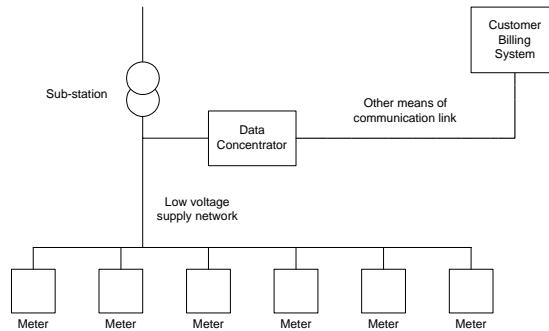 Customer
Billing
System
Sub-station
Other means of
communication link
Data
Concentrator
Low voltage
supply network
Meter
Meter
Meter
Meter
Meter
Meter